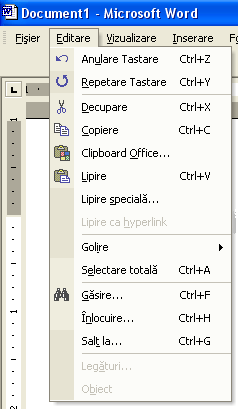 Document1 - Microsoft Word
Fișier Editare Vizualizare Inserare
Anulare Tastare Ctrl+Z
Repetare Tastare Ctrl+Y
Decupare Ctrl+X
Copiere Ctrl+C
Clipboard Office...
Lipire Ctrl+V
Lipire specială...
Lipire ca hyperlink
Golire
Selectare totală Ctrl+A
Găsire... Ctrl+F
Înlocuire... Ctrl+H
Salt la... Ctrl+G
Legături...
Obiect